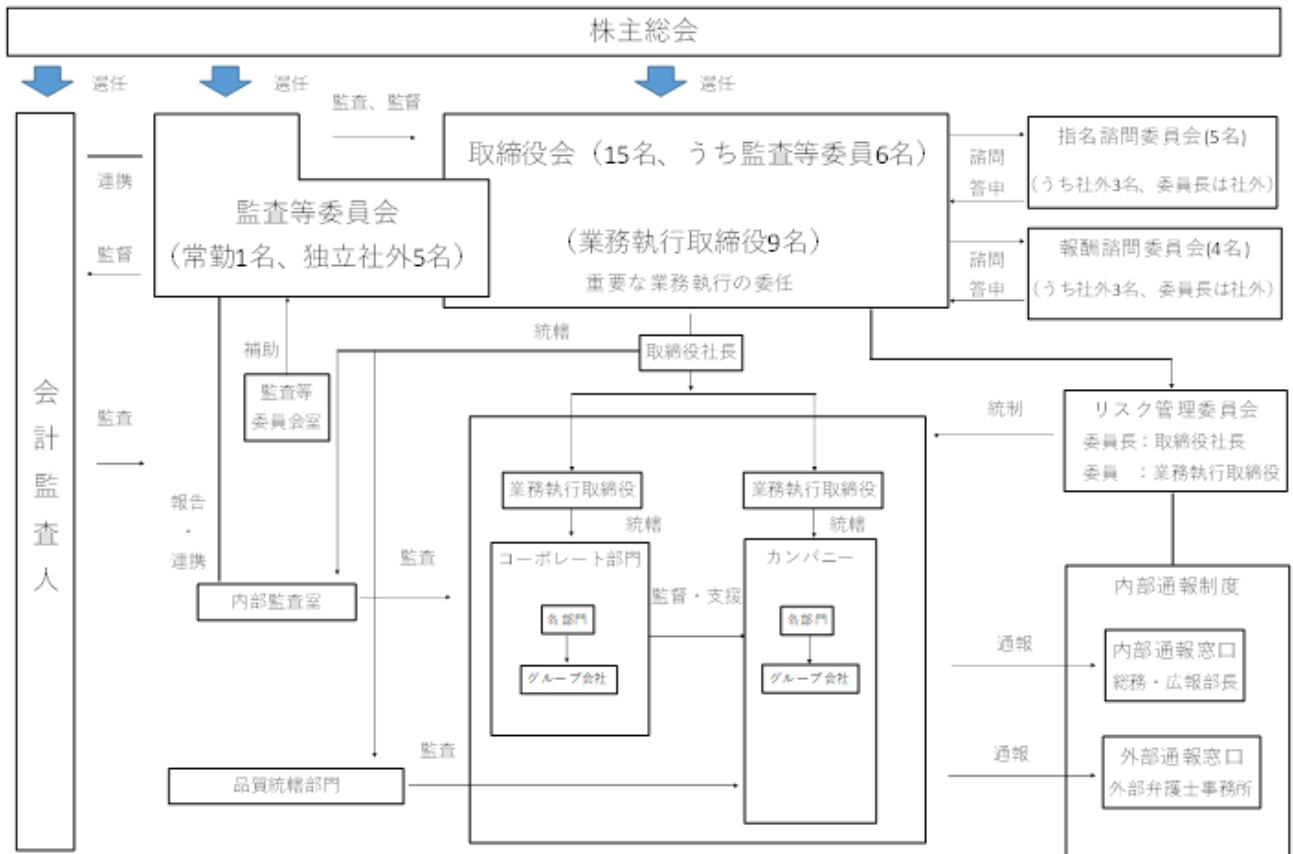 株主総会
選任
選任
選任
監査、監督
取締役会（15名、うち監査等委員6名）
（業務執行取締役9名）
重要な業務執行の委任
連携
監督
監査等委員会
（常勤1名、独立社外5名）
諮問
答申
指名諮問委員会(5名)
（うち社外3名、委員長は社外）
諮問
答申
報酬諮問委員会(4名)
（うち社外3名、委員長は社外）
統轄
取締役社長
補助
監査等
委員会室
会計監査人
監査
統制
リスク管理委員会
委員長：取締役社長
委員　：業務執行取締役
業務執行取締役
統轄
業務執行取締役
統轄
報告
・
連携
内部監査室
監査
コーポレート部門
各部門
グループ会社
監督・支援
カンパニー
各部門
グループ会社
内部通報制度
通報
内部通報窓口
総務・広報部長
品質統轄部門
監査
通報
外部通報窓口
外部弁護士事務所